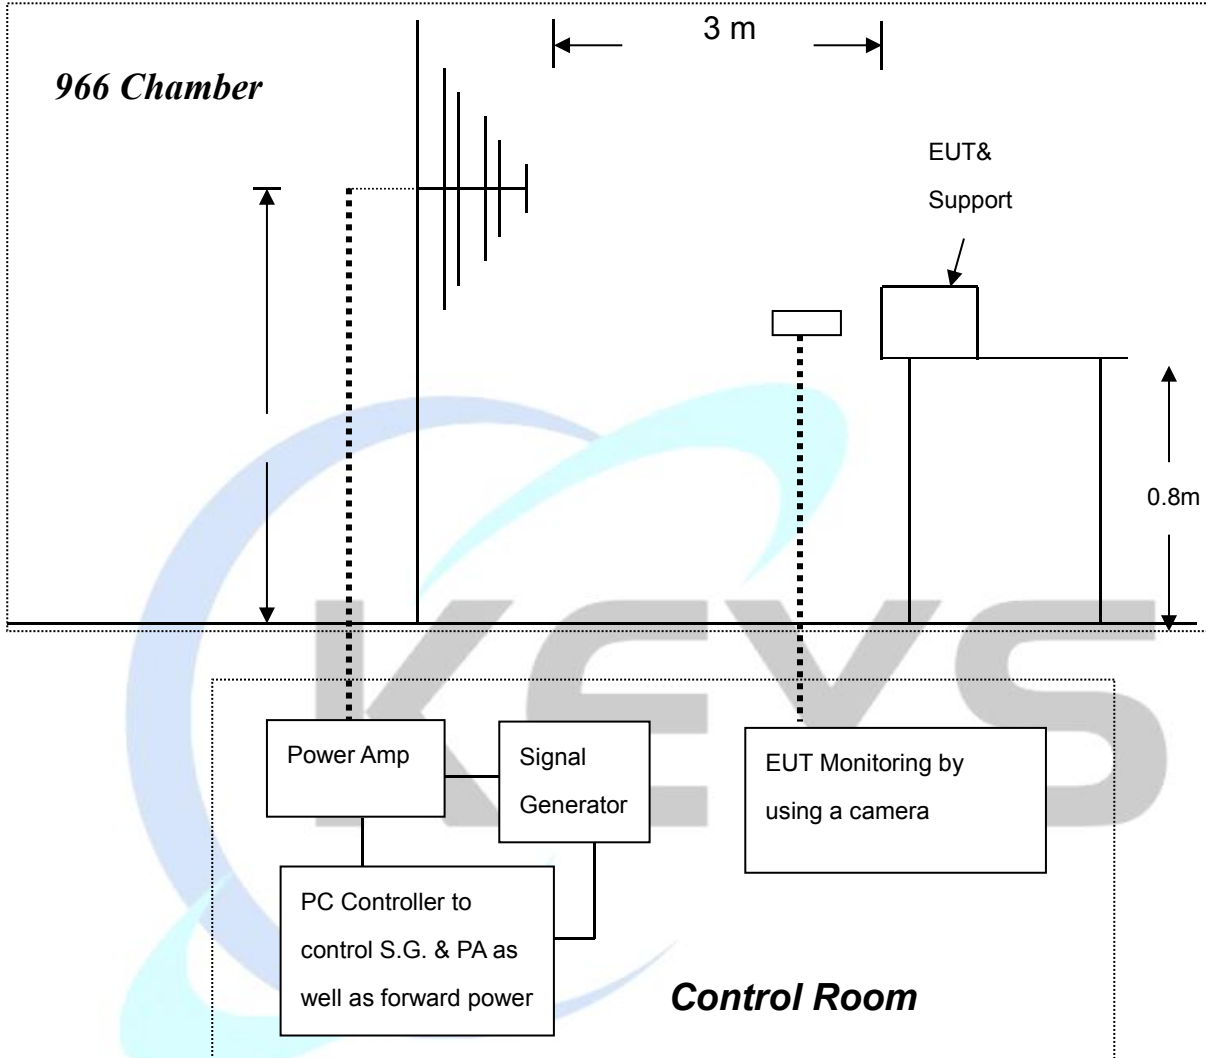 3 m
966 Chamber
EUT&
Support
0.8m
Power Amp
Signal
Generator
EUT Monitoring by
using a camera
PC Controller to
control S.G. & PA as
well as forward power
Control Room
KEYS